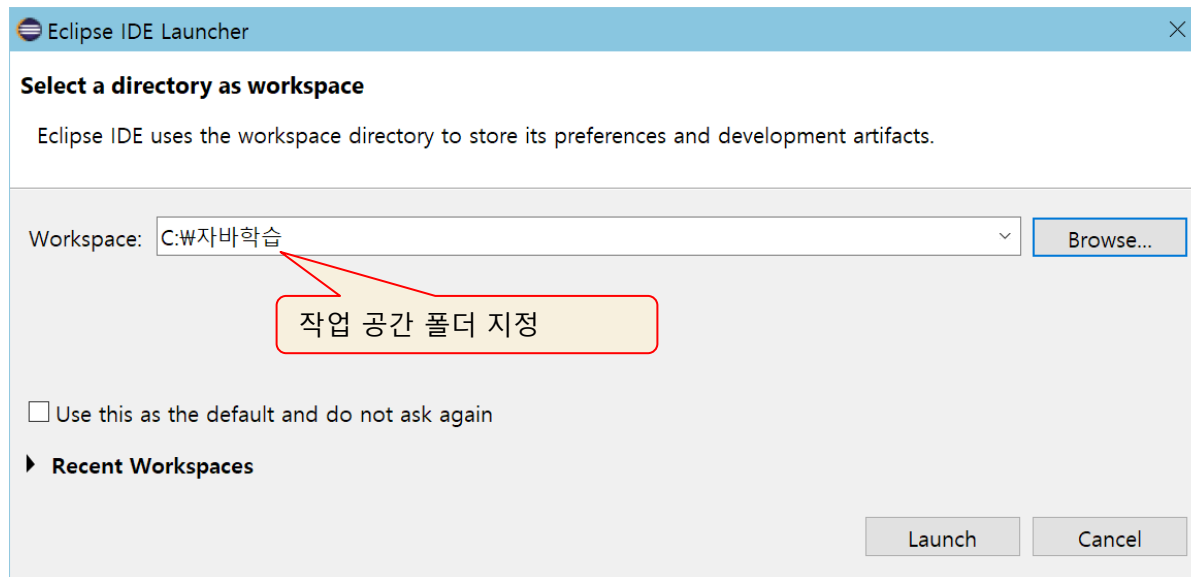 Eclipse IDE Launcher
Select a directory as workspace
Eclipse IDE uses the workspace directory to store its preferences and development artifacts.
Workspace: C:₩자바학습 Browse...
작업 공간 폴더 지정
Use this as the default and do not ask again
Recent Workspaces
Launch Cancel